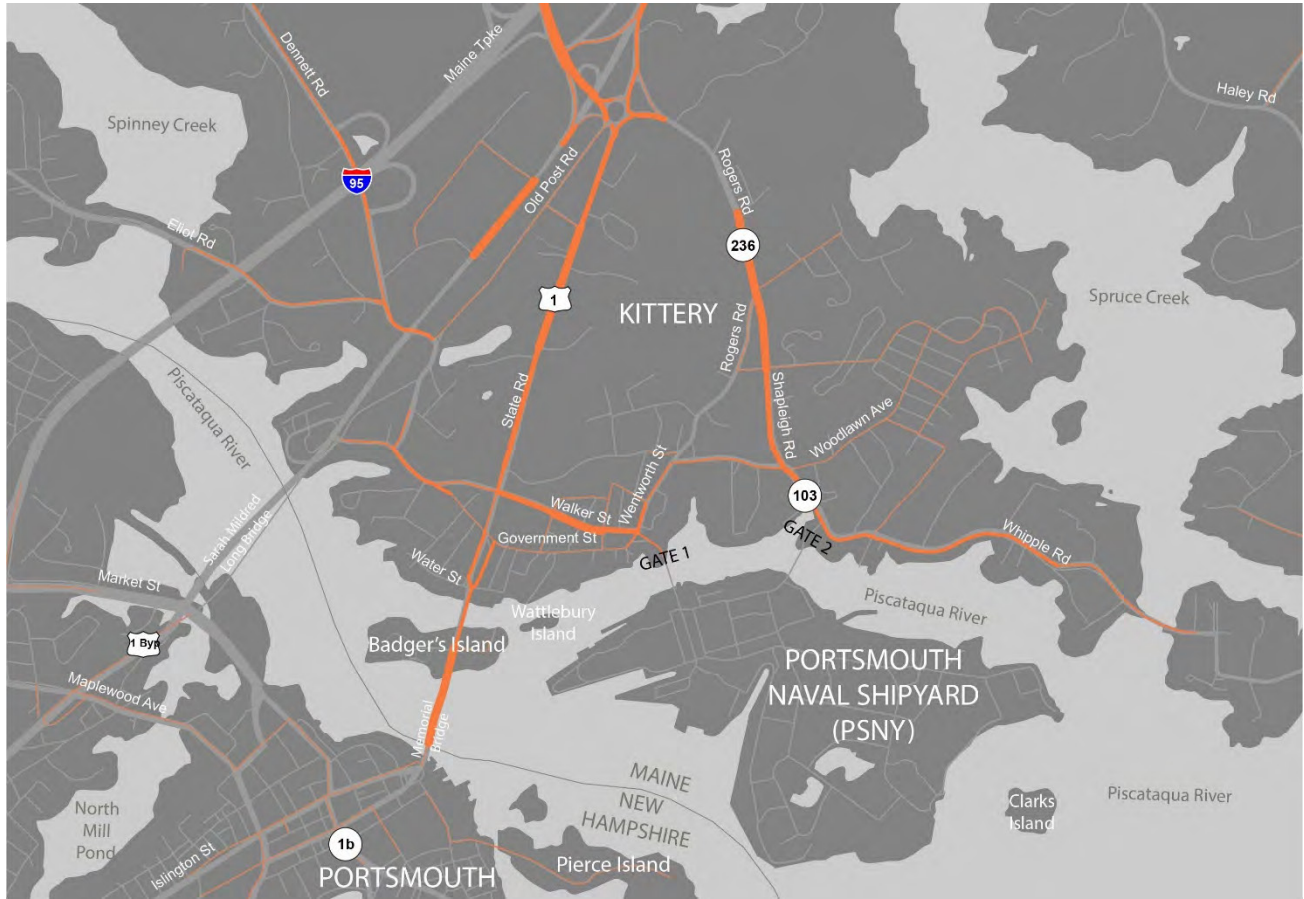 Dennett Rd
Maine Tpke
Haley Rd
Spinney Creek
95
Old Post Rd
Rogers Rd
Eliot Rd
236
1
KITTERY
Spruce Creek
Rogers Rd
Piscataqua River
State Rd
Shapleigh Rd
Woodlawn Ave
Wentworth St
103
Walker St
Sarah Mildred
Long Bridge
Government St
GATE 1
GATE 2
Whipple Rd
Market St
Water St
Wattlebury
Island
Piscataqua River
1 Byp
Badger's Island
Maplewood Ave
PORTSMOUTH
NAVAL SHIPYARD
(PSNY)
Memorial
Bridge
MAINE
NEW
HAMPSHIRE
Clarks
Island
Piscataqua River
North
Mill
Pond
1b
Islington St
PORTSMOUTH
Pierce Island